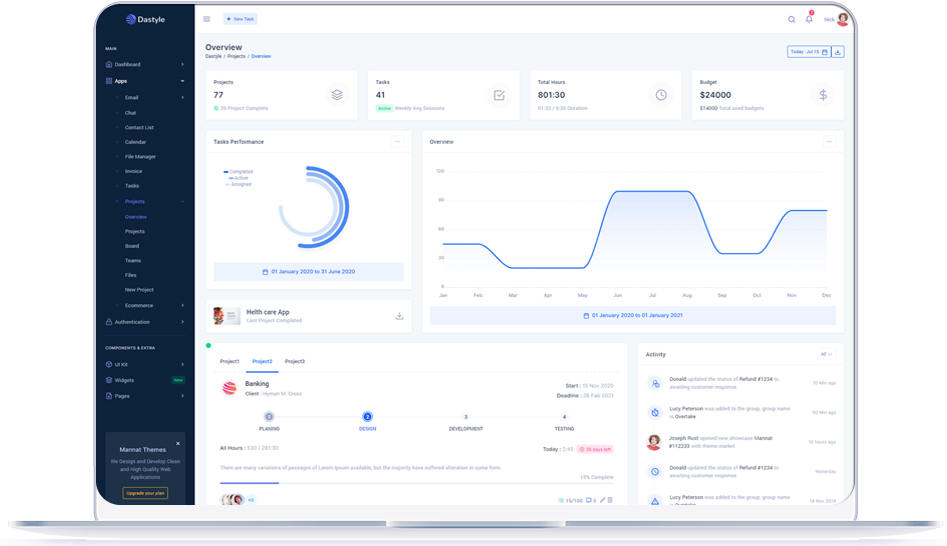 Dastyle
+ New Task
7
Nick
MAIN
Dashboard
Apps
Email
Chat
Contact List
Calendar
File Manager
Invoice
Tasks
Projects
Overview
Projects
Board
Teams
Files
New Project
Ecommerce
Authentication
COMPONENTS & EXTRA
UI Kit
Widgets
New
Pages
Mannat Themes
We Design and Develop Clean
and High Quality Web
Applications
Upgrade your plan
Overview
Dastyle / Projects / Overview
Today Jul 15
Projects
77
26 Project Complete
Tasks
41
Active Weekly Avg.Sessions
Total Hours
801:30
01:33 / 9:30 Duration
Budget
$24000
$
$14000 Total used budgets
Tasks Performance
Completed
Active
Assigned
01 January 2020 to 31 June 2020
Helth care App
Last Project Completed
Overview
120
90
60
30
0
Jan Feb Mar Apr May Jun Jul Aug Sep Oct Nov Dec
01 January 2020 to 01 January 2021
Project1 Project2 Project3
Banking
Client : Hyman M. Cross
Start : 15 Nov 2020
Deadline : 28 Fab 2021
1 2 3 4
PLANING DESIGN DEVELOPMENT TESTING
All Hours : 530 / 281:30
Today : 2:45 35 days left
There are many variations of passages of Lorem Ipsum available, but the majority have suffered alteration in some form.
15% Complete
+6
15/100
Activity
All
Donald updated the status of Refund #1234 to
awaiting customer response
10 Min ago
Lucy Peterson was added to the group, group name
is Overtake
50 Min ago
Joseph Rust opened new showcase Mannat
#112233 with theme market
10 hours ago
Donald updated the status of Refund #1234 to
awaiting customer response
Yesterday
Lucy Peterson was added to the group, group name
is Overtake
14 Nov 2019